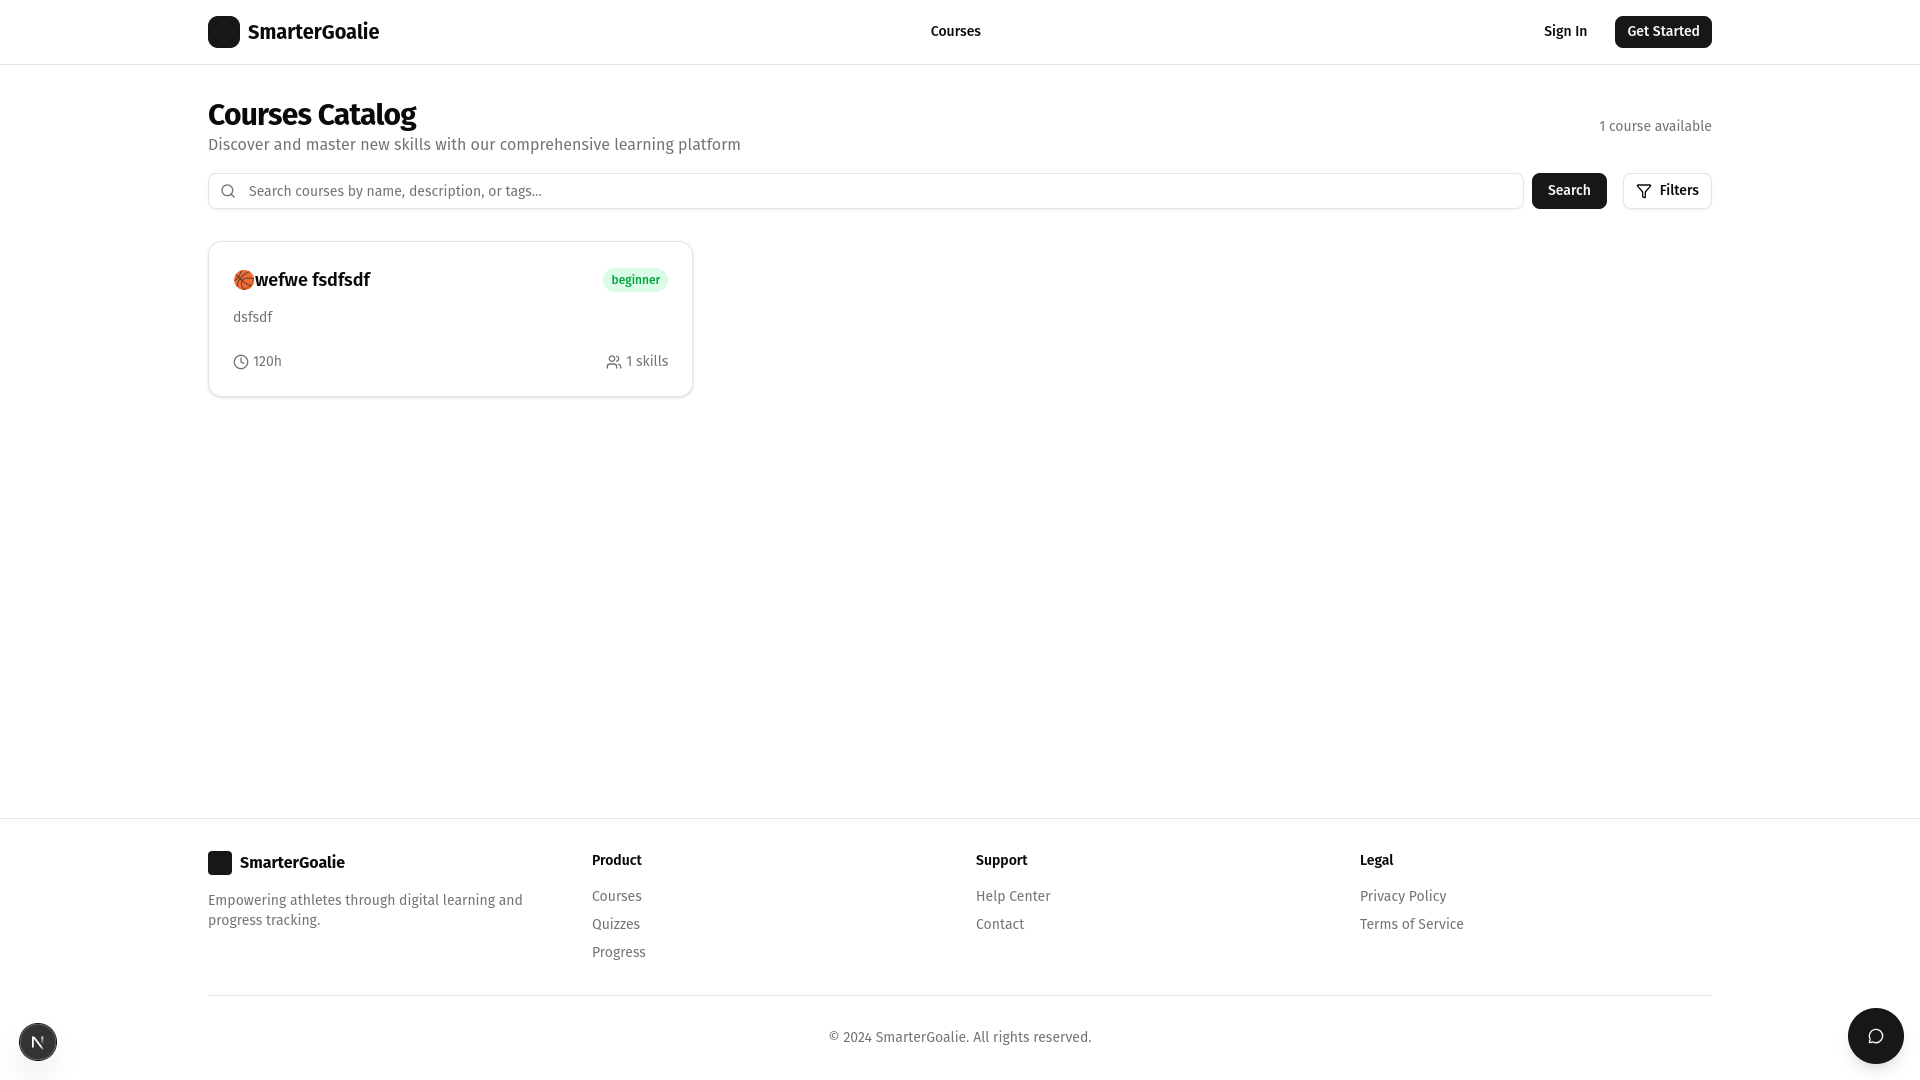 SmarterGoalie
Courses
Sign In
Get Started
Courses Catalog
Discover and master new skills with our comprehensive learning platform
1 course available
Search courses by name, description, or tags...
Search
Filters
🏀wefwe fsdfsdf
beginner
dsfsdf
120h
1 skills
SmarterGoalie
Empowering athletes through digital learning and
progress tracking.
Product
Courses
Quizzes
Progress
Support
Help Center
Contact
Legal
Privacy Policy
Terms of Service
© 2024 SmarterGoalie. All rights reserved.
N